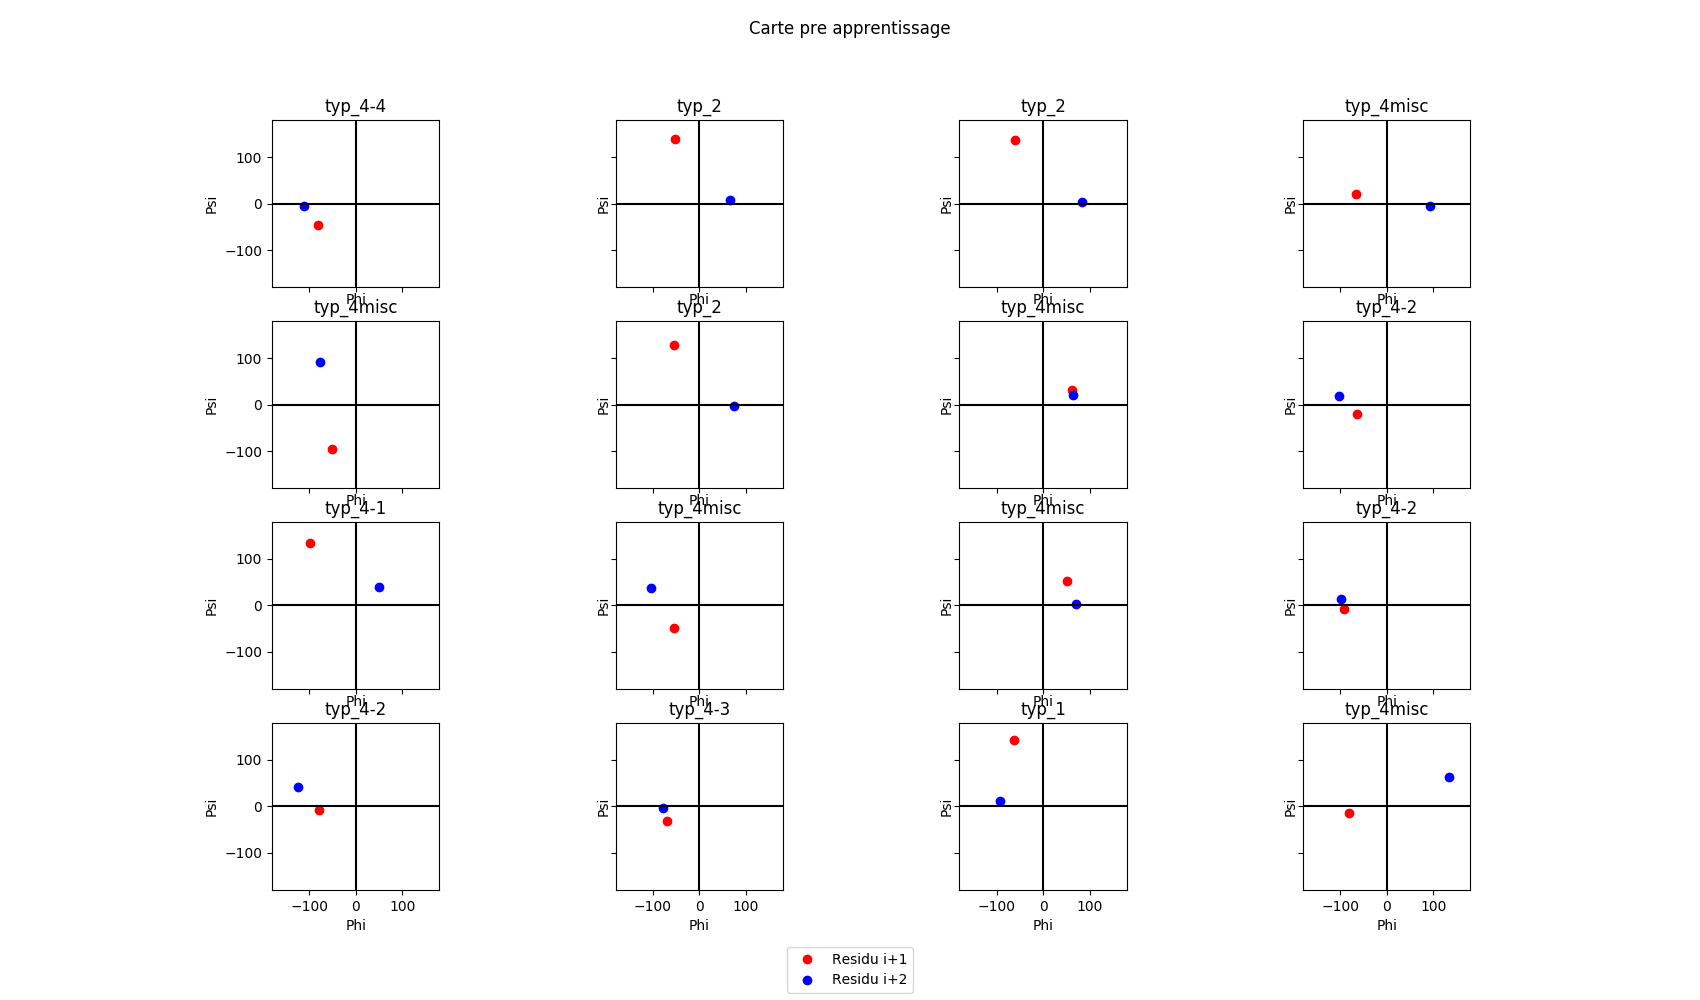 Carte pre apprentissage
typ_4-4 typ_2 typ_2 typ_4misc
100
0
−100
Psi Psi Psi Psi
Phi Phi Phi Phi
typ_4misc typ_2 typ_4misc typ_4-2
100
0
−100
Psi Psi Psi Psi
Phi Phi Phi Phi
typ_4-1 typ_4misc typ_4misc typ_4-2
100
0
−100
Psi Psi Psi Psi
Phi Phi Phi Phi
typ_4-2 typ_4-3 typ_1 typ_4misc
100
0
−100
Psi Psi Psi Psi
−100 0 100 −100 0 100 −100 0 100 −100 0 100
Phi Phi Phi Phi
Residu i+1
Residu i+2